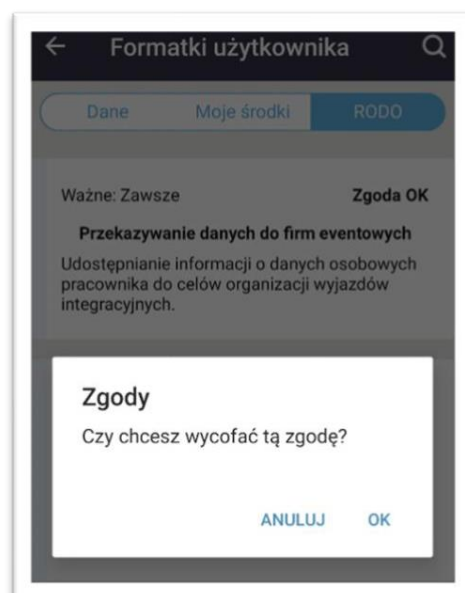 Formatki użytkownika
Dane Moje środki RODO
Ważne: Zawsze Zgoda OK
Przekazywanie danych do firm eventowych
Udostępnianie informacji o danych osobowych
pracownika do celów organizacji wyjazdów
integracyjnych.
Zgody
Czy chcesz wycofać tą zgodę?
ANULUJ OK